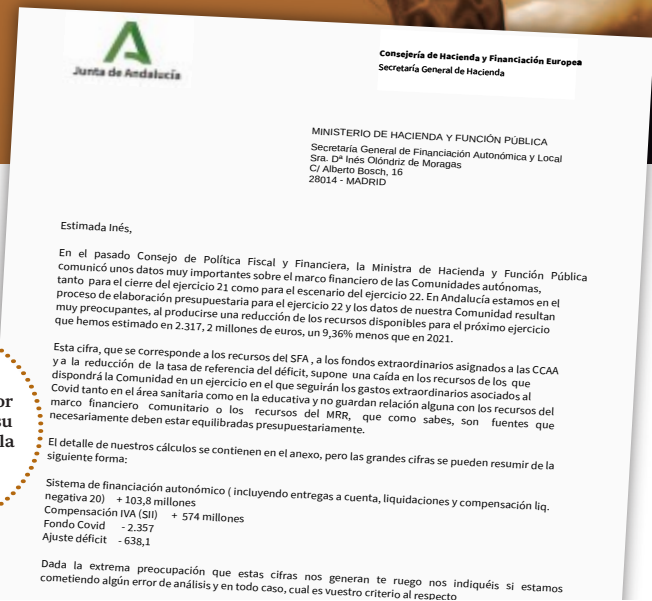 Junta de Andalucía
Consejería de Hacienda y Financiación Europea
Secretaría General de Hacienda
MINISTERIO DE HACIENDA Y FUNCIÓN PÚBLICA
Secretaría General de Financiación Autonómica y Local
Sra. Dª Inés Olóndriz de Moragas
C/ Alberto Bosch, 16
28014 - MADRID
Estimada Inés,
En el pasado Consejo de Política Fiscal y Financiera, la Ministra de Hacienda y Función Pública
comunicó unos datos muy importantes sobre el marco financiero de las Comunidades autónomas,
tanto para el cierre del ejercicio 21 como para el escenario del ejercicio 22. En Andalucía estamos en el
proceso de elaboración presupuestaria para el ejercicio 22 y los datos de nuestra Comunidad resultan
muy preocupantes, al producirse una reducción de los recursos disponibles para el próximo ejercicio
que hemos estimado en 2.317, 2 millones de euros, un 9,36% menos que en 2021.
Esta cifra, que se corresponde a los recursos del SFA , a los fondos extraordinarios asignados a las CCAA
y a la reducción de la tasa de referencia del déficit, supone una caída en los recursos de los que
dispondrá la Comunidad en un ejercicio en el que seguirán los gastos extraordinarios asociados al
Covid tanto en el área sanitaria como en la educativa y no guardan relación alguna con los recursos del
marco financiero comunitario o los recursos del MRR, que como sabes, son fuentes que
necesariamente deben estar equilibradas presupuestariamente.
El detalle de nuestros cálculos se contienen en el anexo, pero las grandes cifras se pueden resumir de la
siguiente forma:
Sistema de financiación autonómico ( incluyendo entregas a cuenta, liquidaciones y compensación liq.
negativa 20) + 103,8 millones
Compensación IVA (SII) + 574 millones
Fondo Covid - 2.357
Ajuste déficit - 638,1
Dada la extrema preocupación que estas cifras nos generan te ruego nos indiquéis si estamos
cometiendo algún error de análisis y en todo caso, cual es vuestro criterio al respecto
or
su
la